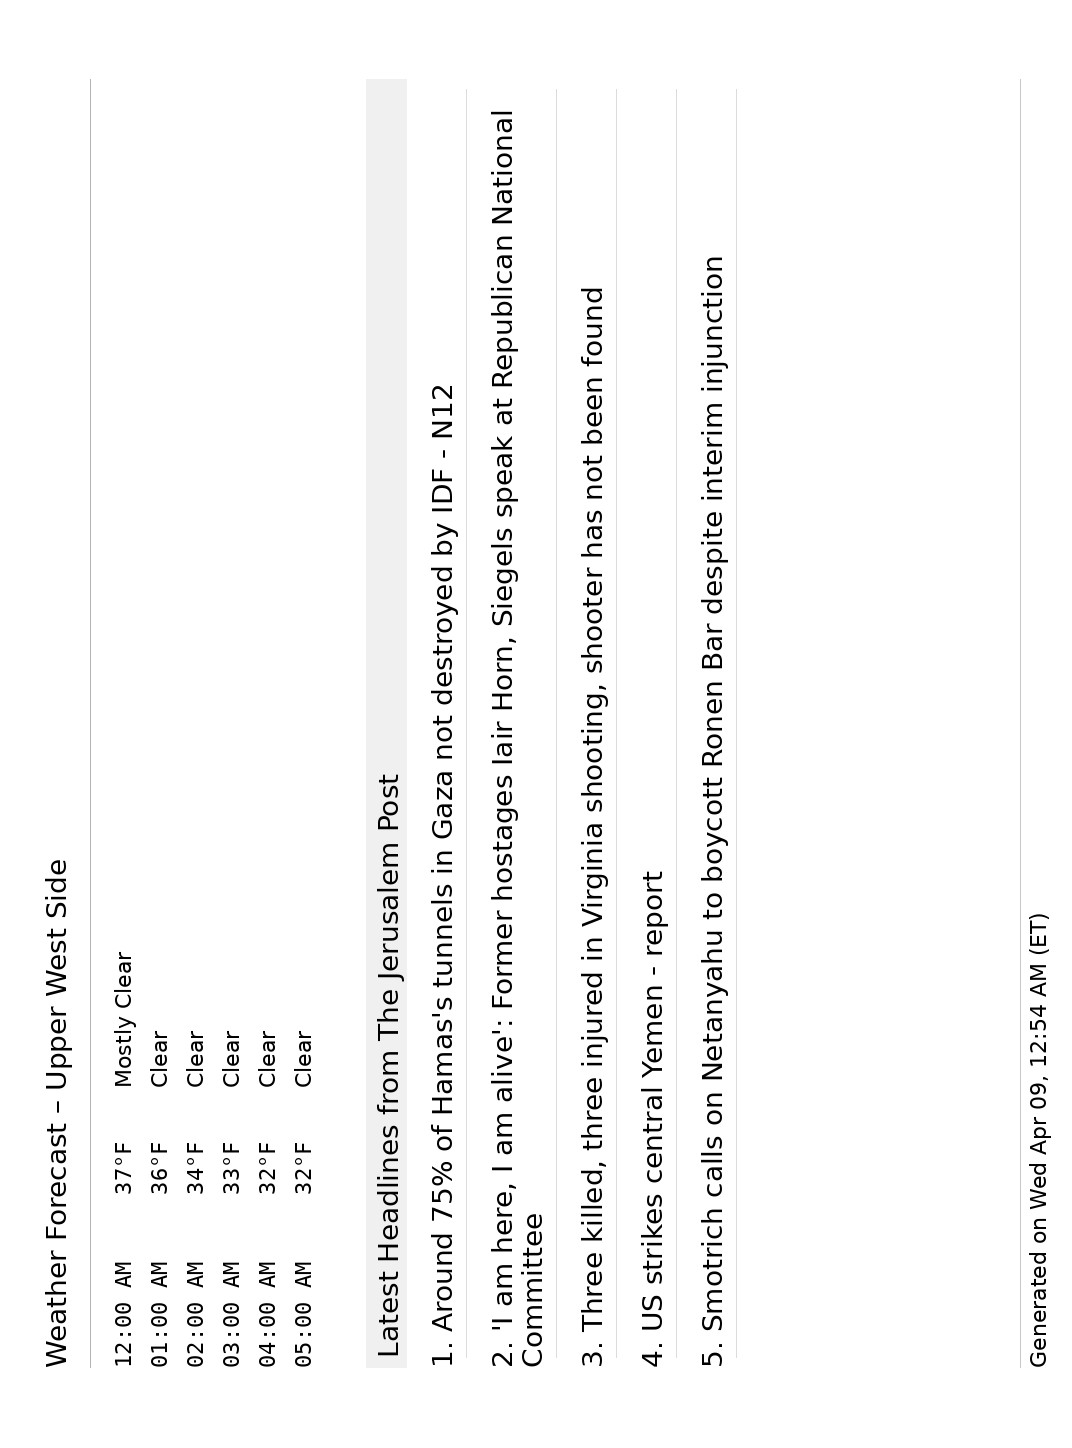 Weather Forecast – Upper West Side
12:00 AM 37°F Mostly Clear
01:00 AM 36°F Clear
02:00 AM 34°F Clear
03:00 AM 33°F Clear
04:00 AM 32°F Clear
05:00 AM 32°F Clear
Latest Headlines from The Jerusalem Post
1. Around 75% of Hamas's tunnels in Gaza not destroyed by IDF - N12
2. 'I am here, I am alive': Former hostages Iair Horn, Siegels speak at Republican National
Committee
3. Three killed, three injured in Virginia shooting, shooter has not been found
4. US strikes central Yemen - report
5. Smotrich calls on Netanyahu to boycott Ronen Bar despite interim injunction
Generated on Wed Apr 09, 12:54 AM (ET)